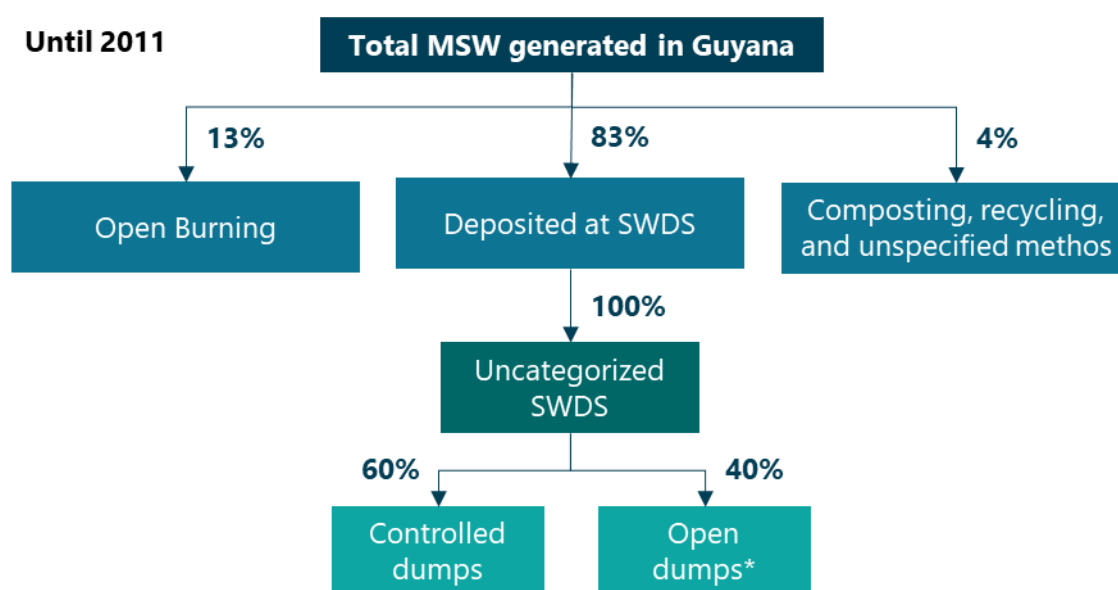 Until 2011
Total MSW generated in Guyana
13%
83%
4%
Open Burning
Deposited at SWDS
Composting, recycling,
and unspecified methos
100%
Uncategorized
SWDS
60%
40%
Controlled
dumps
Open
dumps*